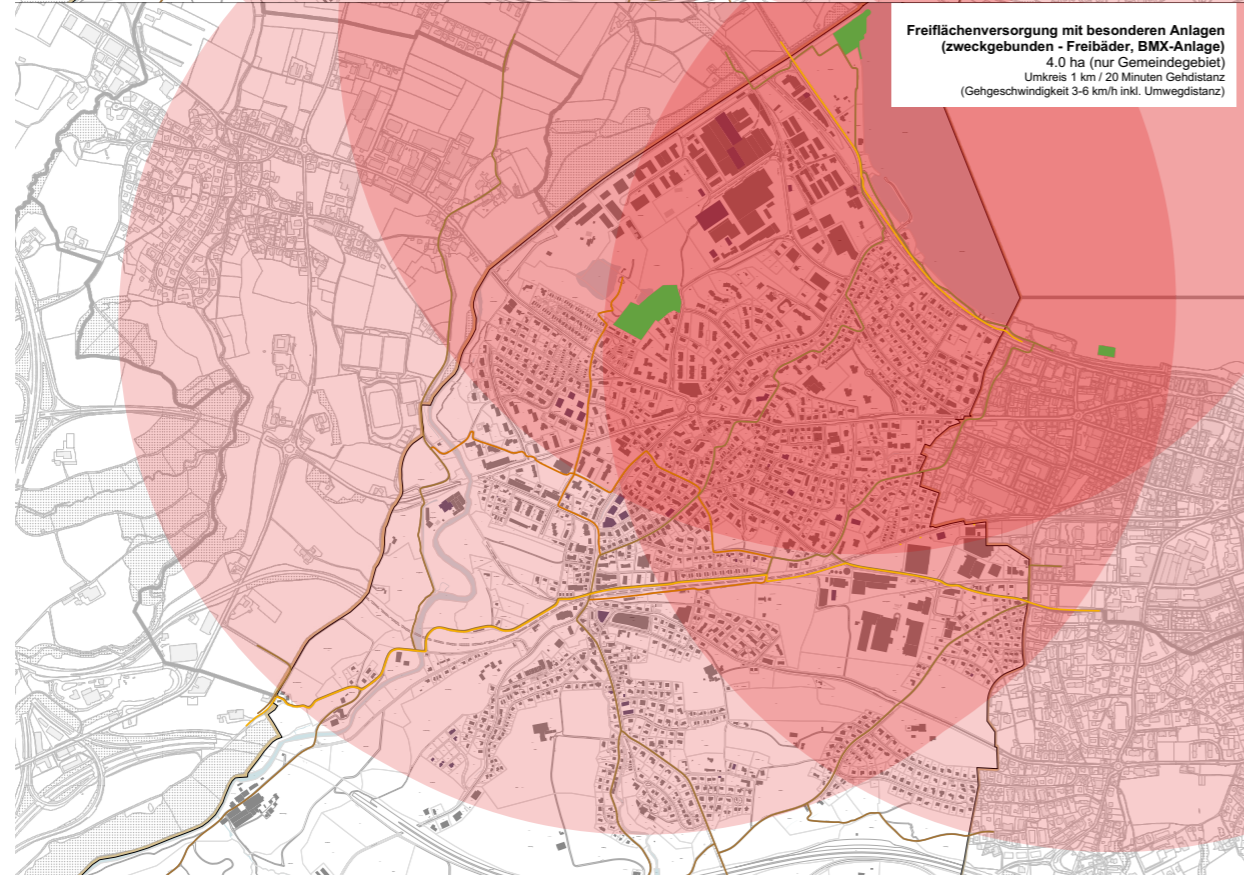 Freiflächenversorgung mit besonderen Anlagen
(zweckgebunden - Freibäder, BMX-Anlage)
4.0 ha (nur Gemeindegebiet)
Umkreis 1 km / 20 Minuten Gehdistanz
(Gehgeschwindigkeit 3-6 km/h inkl. Umwegdistanz)